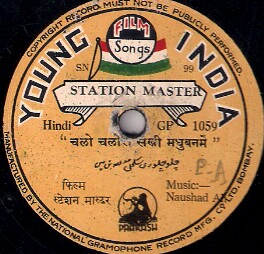 COPYRIGHT RECORD MUST NOT BE PUBLICLY PERFORMED.
YOUNG INDIA
FILM
Songs
SN 99
STATION MASTER
Hindi GP 1059
"चलो चलोरी सखी मधुबनमें"
P-A
फिल्म Music:—
स्टेशन मास्टर Naushad Ali
PRAKASH
MANUFACTURED BY THE NATIONAL GRAMOPHONE RECORD MFG. CO. LTD. BOMBAY.